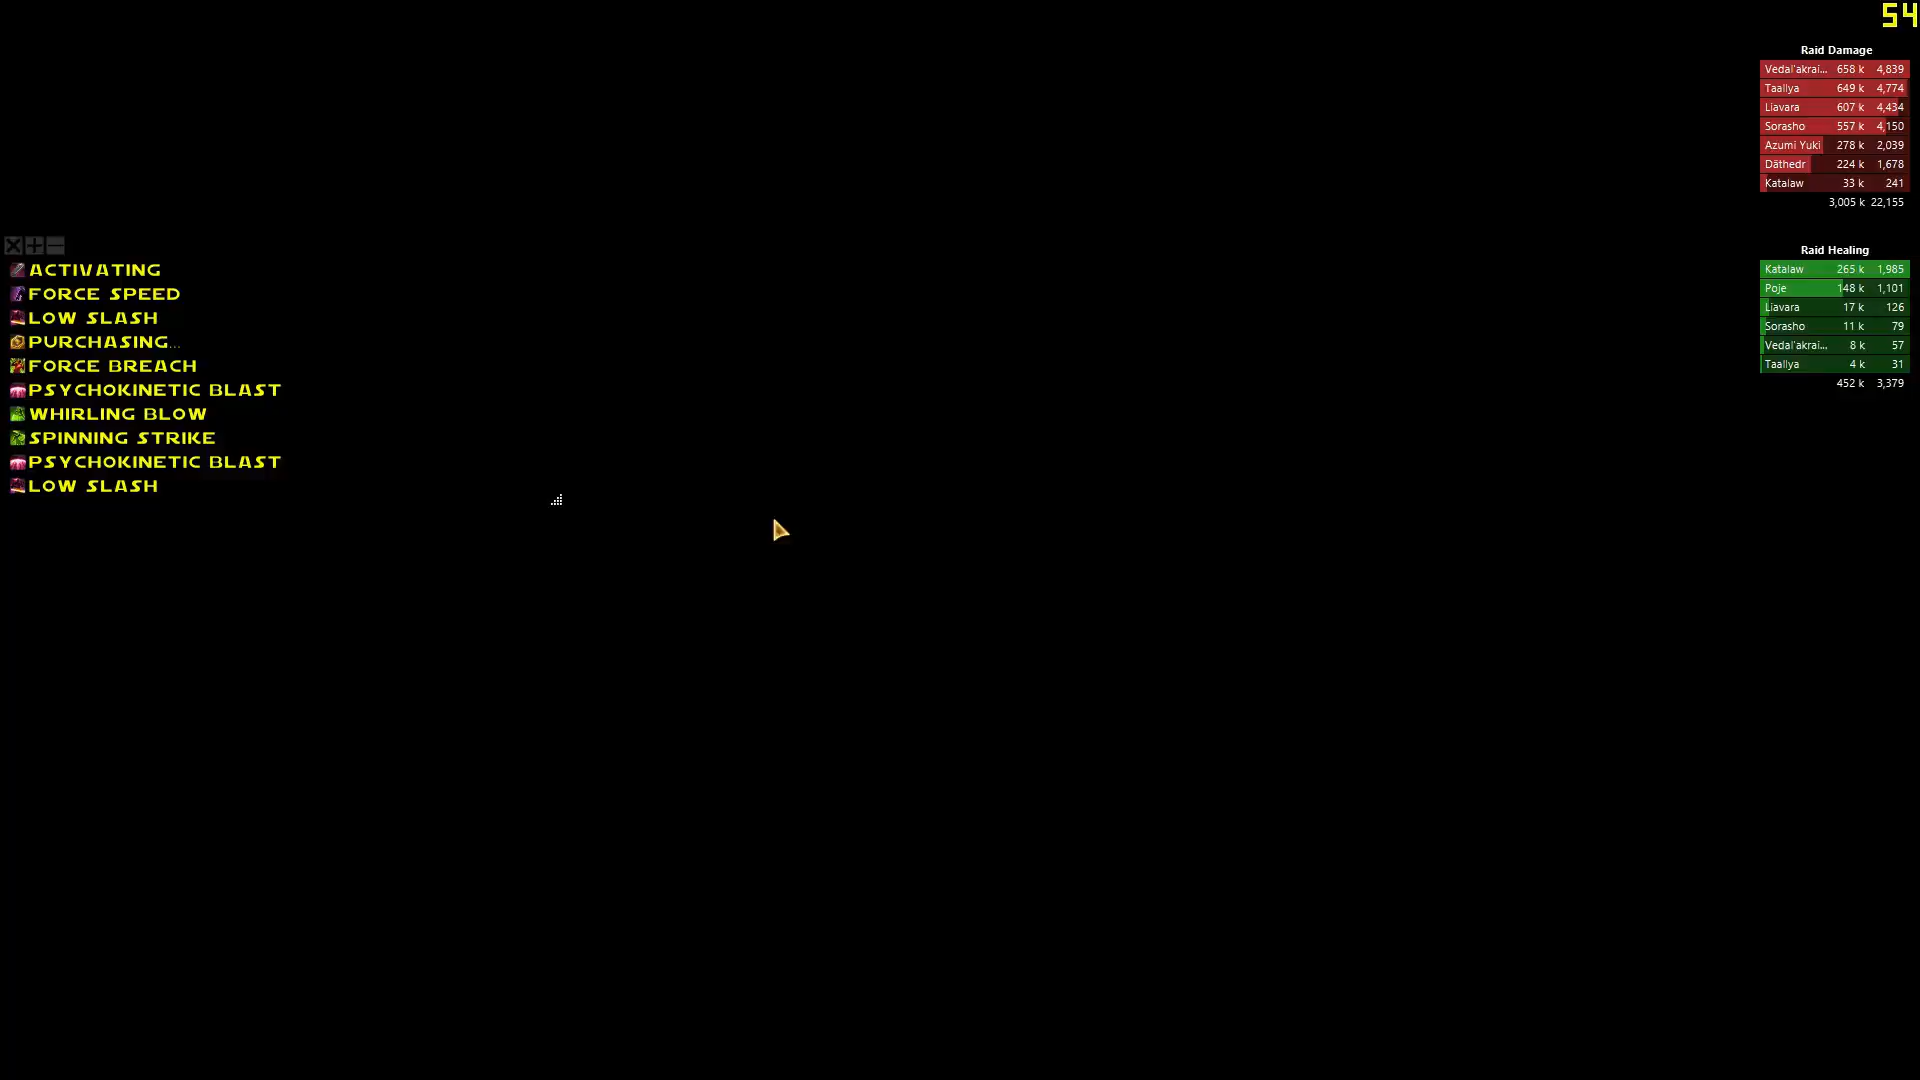 54
Raid Damage
Vedal'akrai... 658 k 4,839
Taaliya 649 k 4,774
Liavara 607 k 4,434
Sorasho 557 k 4,150
Azumi Yuki 278 k 2,039
Däthedr 224 k 1,678
Katalaw 33 k 241
3,005 k 22,155
ACTIVATING
FORCE SPEED
LOW SLASH
PURCHASING...
FORCE BREACH
PSYCHOKINETIC BLAST
WHIRLING BLOW
SPINNING STRIKE
PSYCHOKINETIC BLAST
LOW SLASH
Raid Healing
Katalaw 265 k 1,985
Poje 148 k 1,101
Liavara 17 k 126
Sorasho 11 k 79
Vedal'akrai... 8 k 57
Taaliya 4 k 31
452 k 3,379